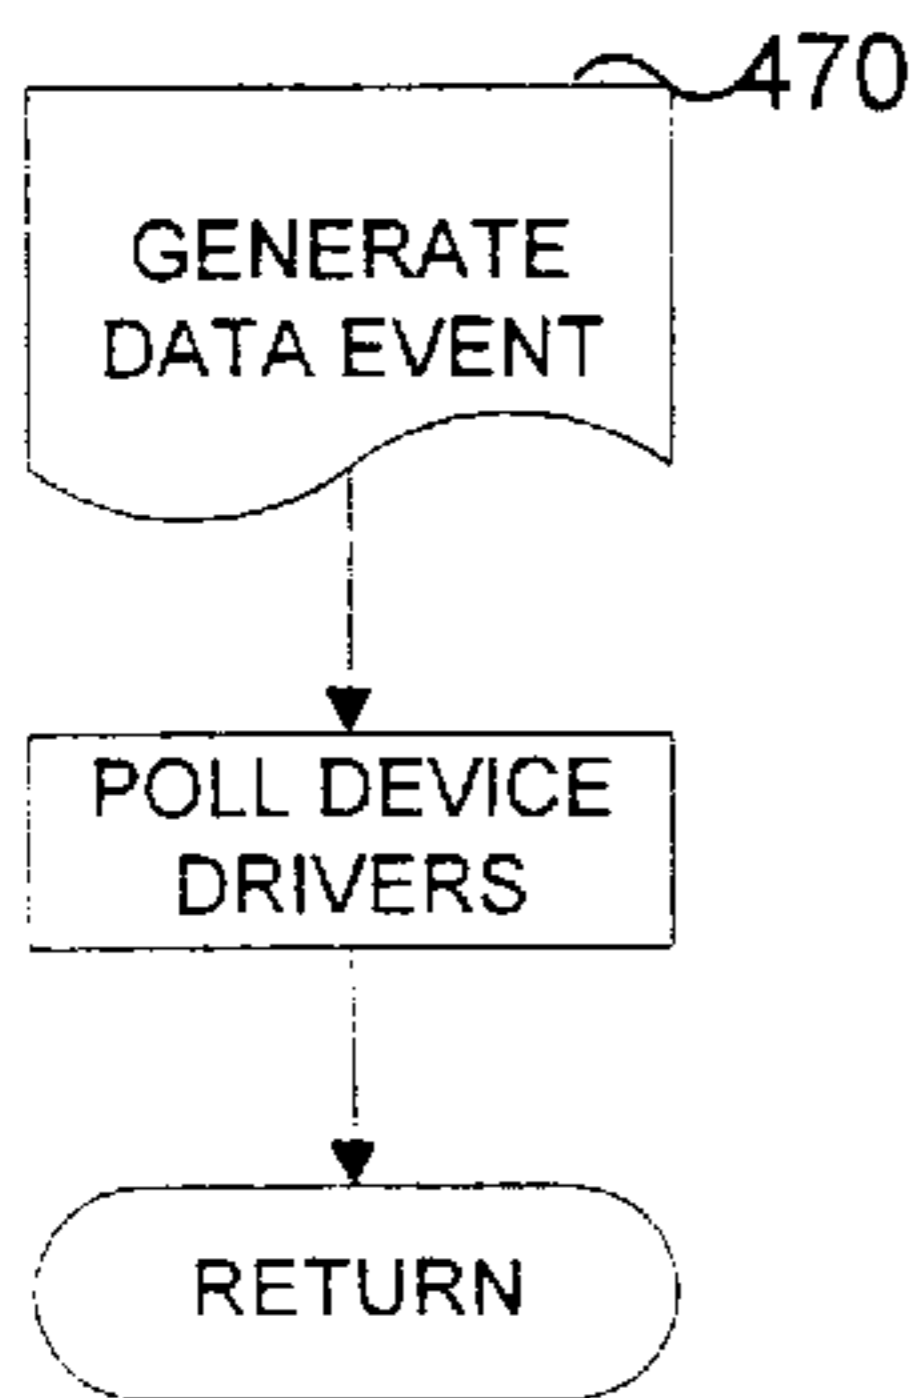 470
GENERATE
DATA EVENT
POLL DEVICE
DRIVERS
RETURN